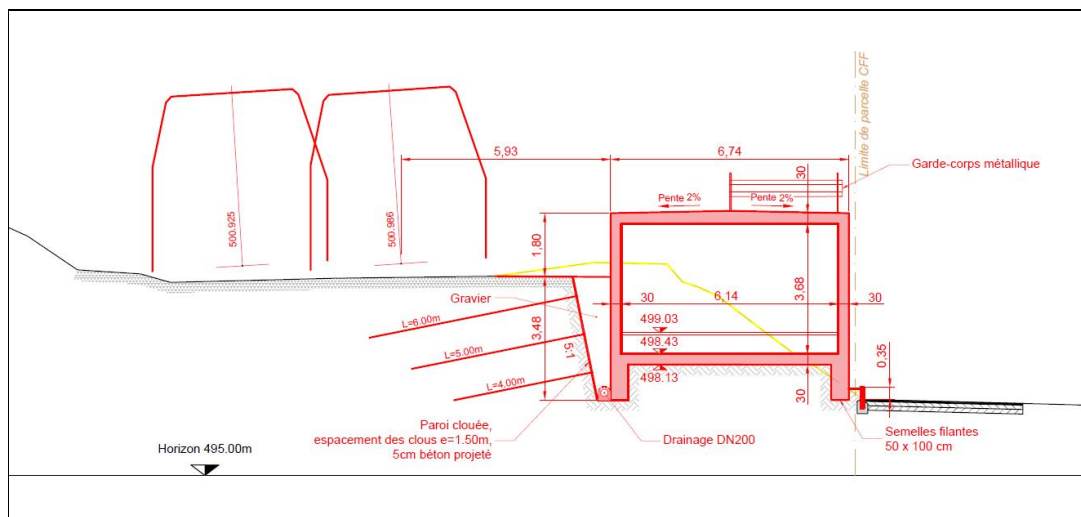 Limite de parcelle CFF
5,93
6,74
30
Garde-corps métallique
Pente 2%
Pente 2%
500.925
500.986
1,80
Gravier
30
6,14
3,68
30
L=6.00m
3,48
499.03
498.43
L=5.00m
5:1
498.13
0,35
L=4.00m
30
Paroi clouée,
espacement des clous e=1.50m,
5cm béton projeté
Drainage DN200
Semelles filantes
50 x 100 cm
Horizon 495.00m